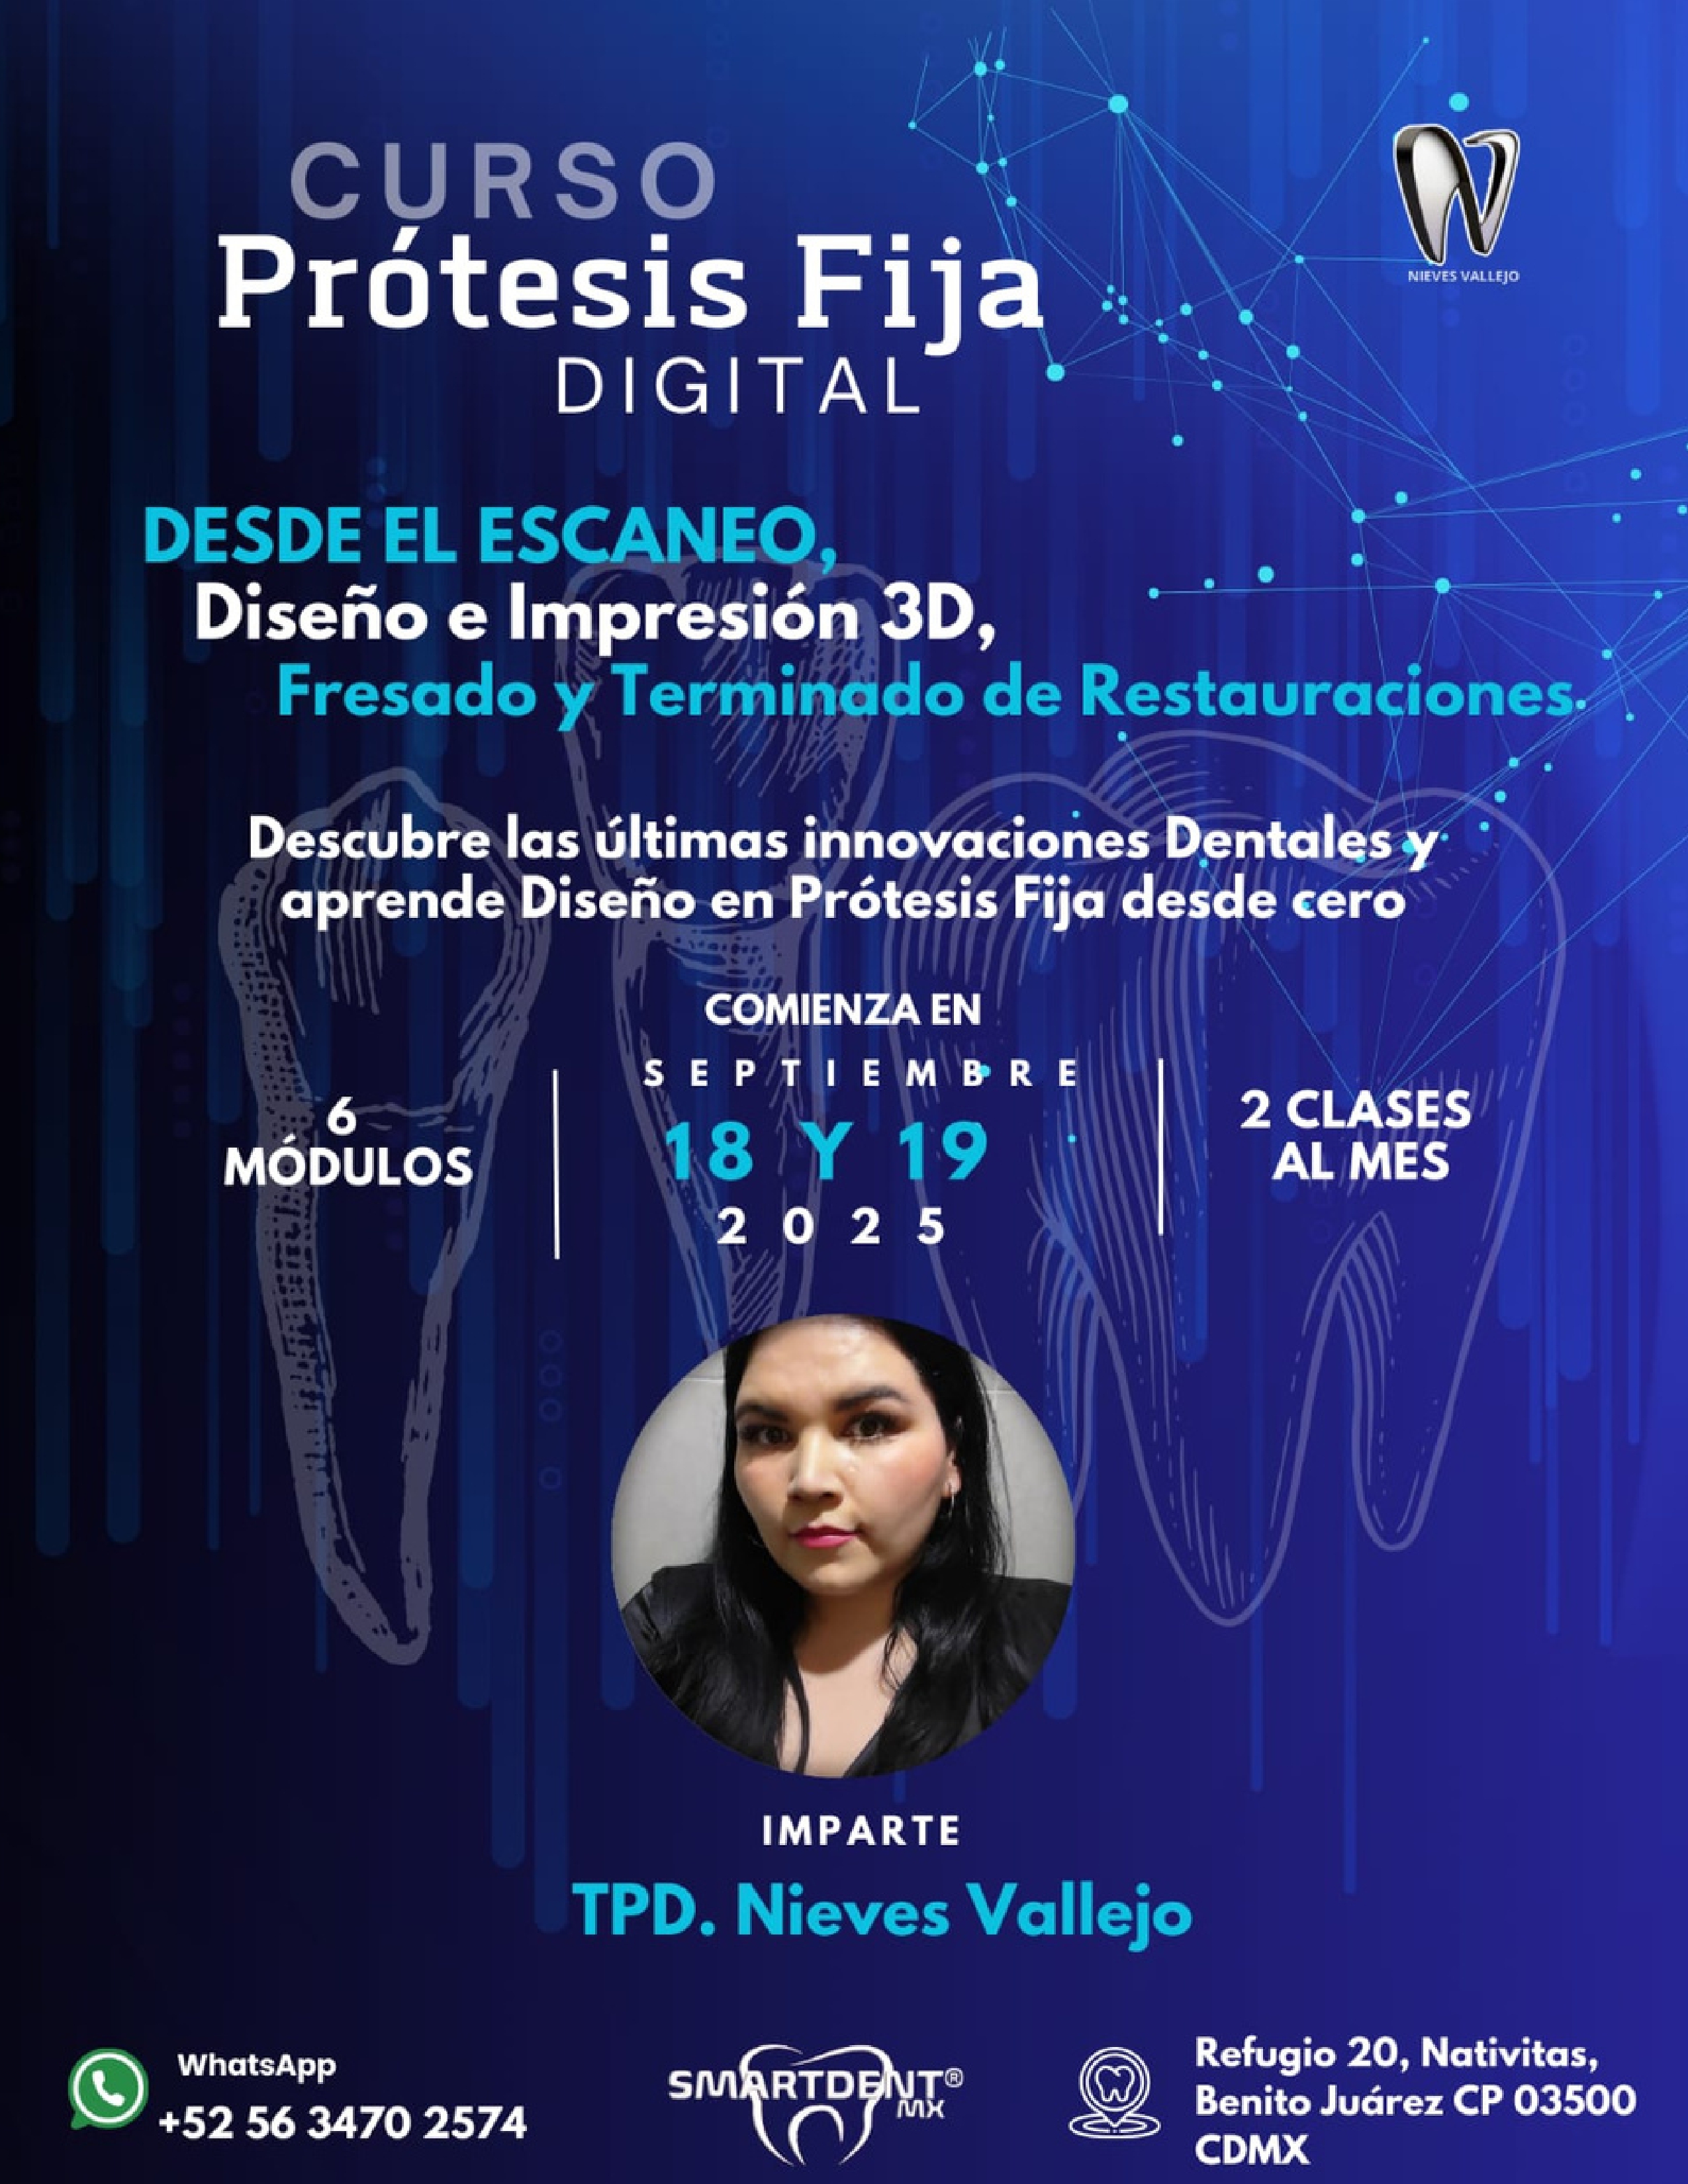 CURSO
Prótesis Fija
DIGITAL
NIEVES VALLEJO
DESDE EL ESCANEO,
Diseño e Impresión 3D,
Fresado y Terminado de Restauraciones.
Descubre las últimas innovaciones Dentales y
aprende Diseño en Prótesis Fija desde cero
COMIENZA EN
SEPTIEMBRE
18 Y 19
2025
6
MÓDULOS
2 CLASES
AL MES
IMPARTE
TPD. Nieves Vallejo
WhatsApp
+52 56 3470 2574
SMARTDENT®
MX
Refugio 20, Nativitas,
Benito Juárez CP 03500
CDMX